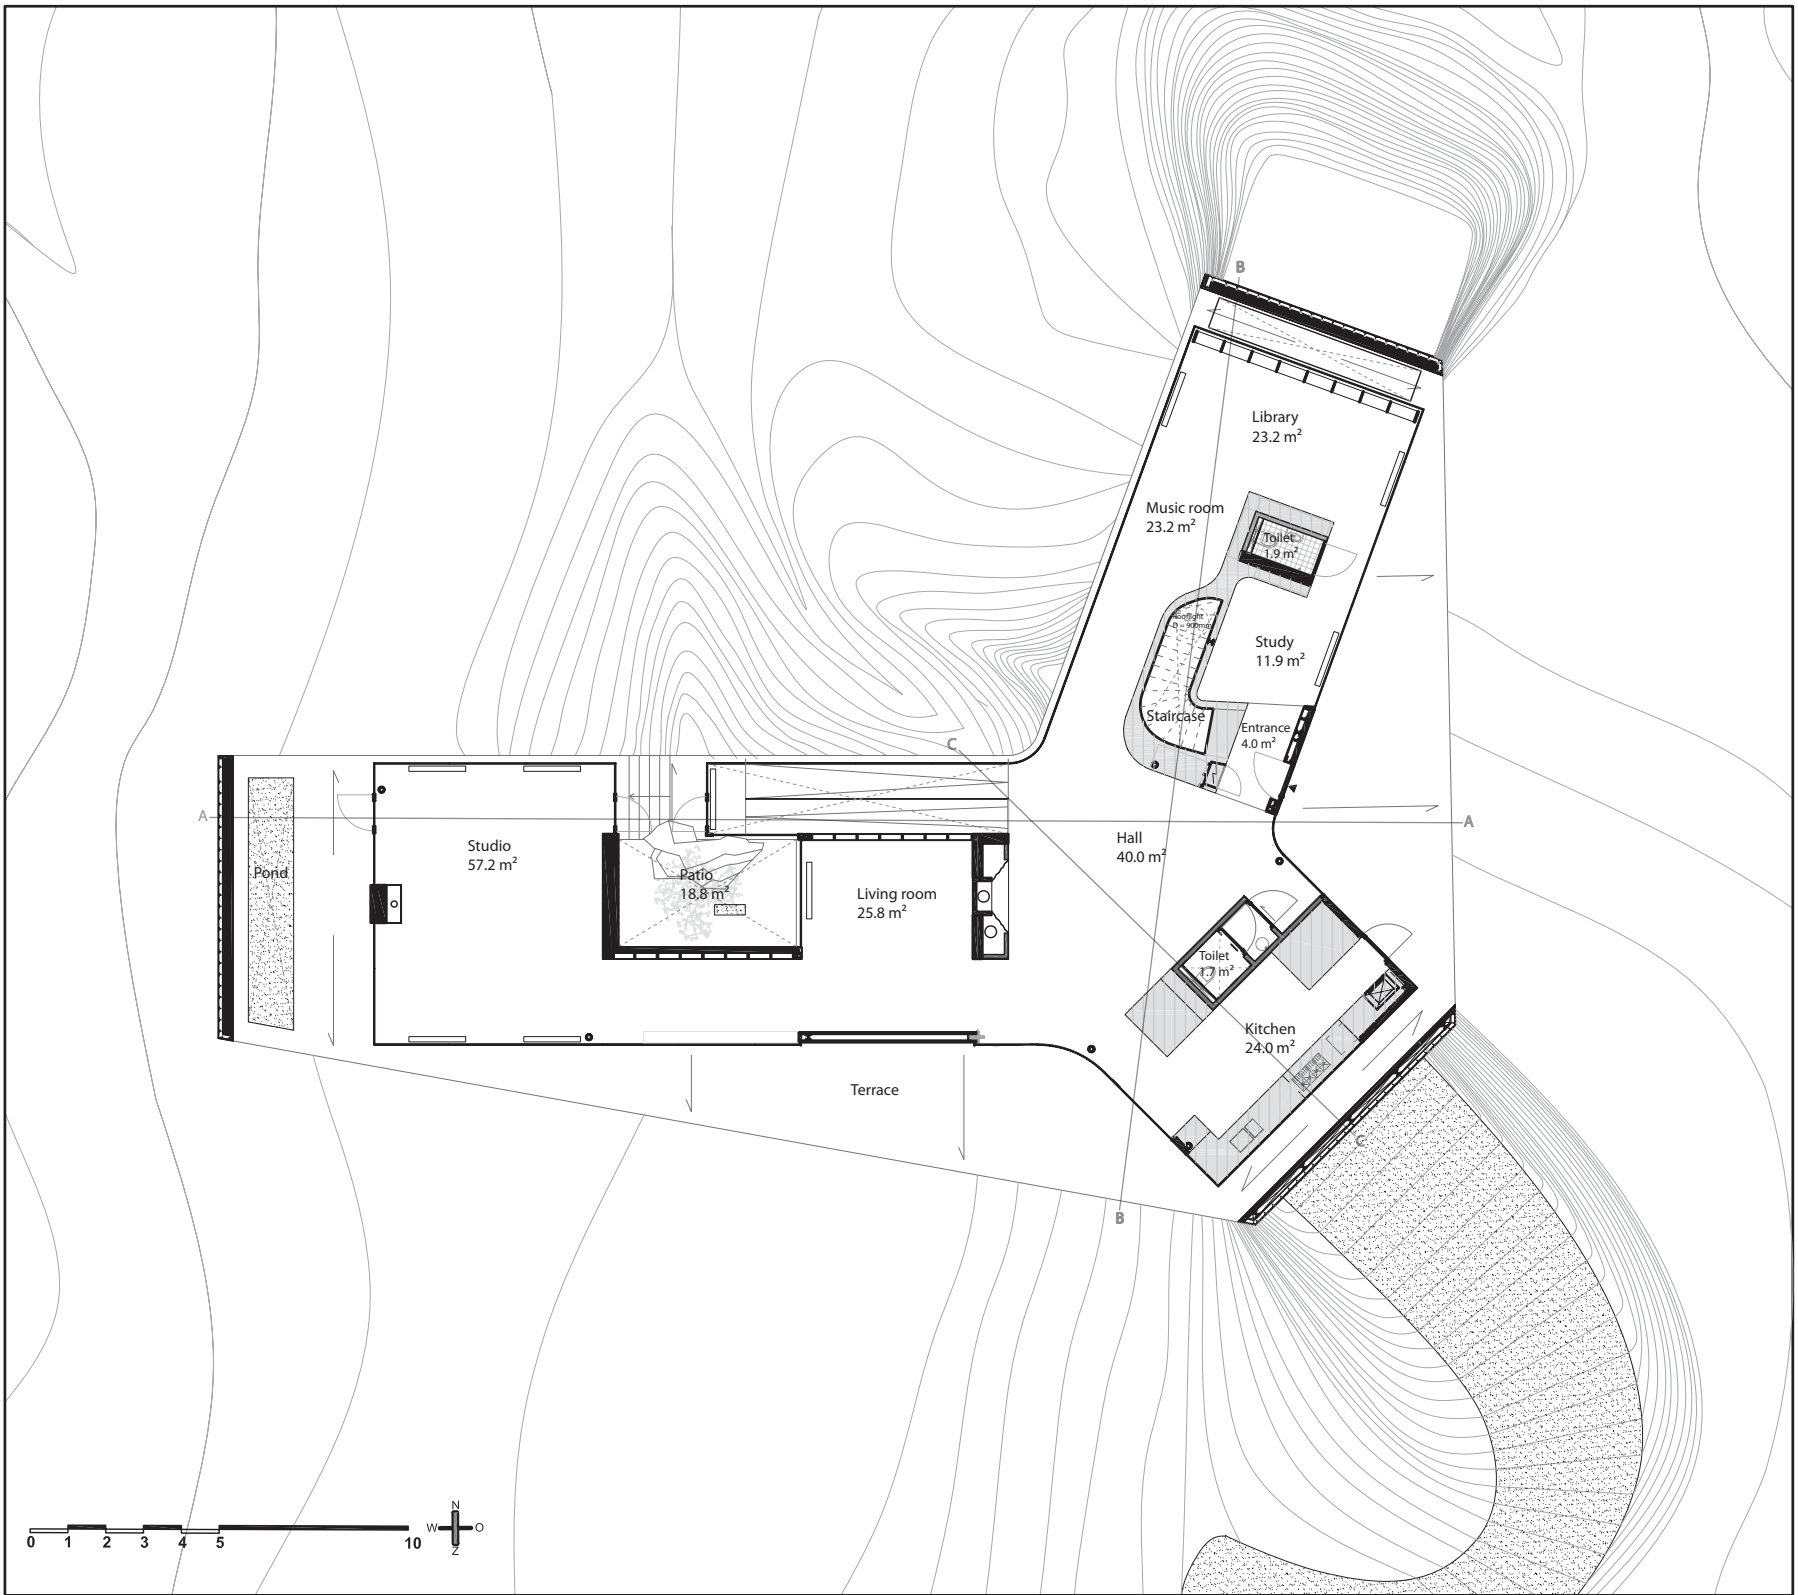 B
Library
23.2 m²
Music room
23.2 m²
Toilet
1.9 m²
Rooflight
D = 900mm
Study
11.9 m²
Staircase
Entrance
4.0 m²
C
A
A
Hall
40.0 m²
Studio
57.2 m²
Pond
Patio
18.8 m²
Living room
25.8 m²
Toilet
1.7 m²
Kitchen
24.0 m²
Terrace
C
B
0 1 2 3 4 5 10
N
W O
Z